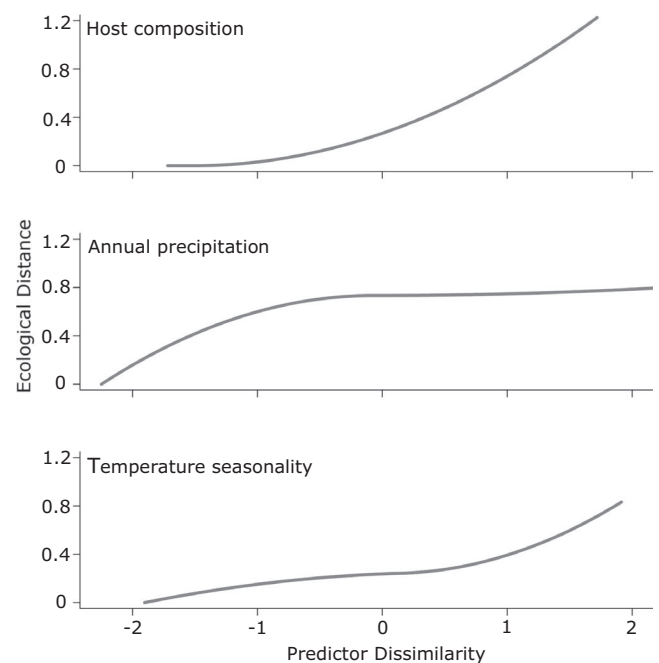 1.2
Host composition
0.8
0.4
0
1.2
Annual precipitation
0.8
0.4
0
Ecological Distance
1.2
Temperature seasonality
0.8
0.4
0
-2 -1 0 1 2
Predictor Dissimilarity